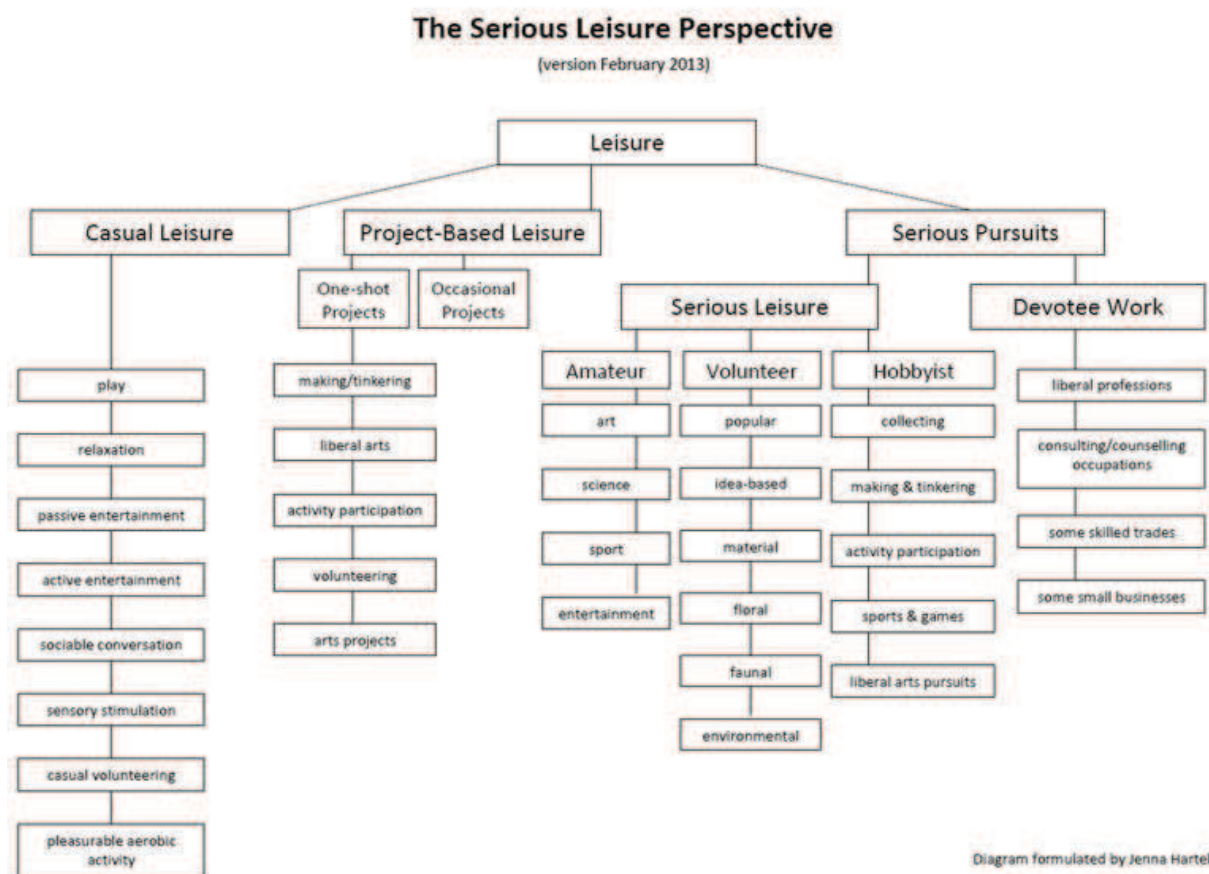 The Serious Leisure Perspective
(version February 2013)
Leisure
Casual Leisure
play
relaxation
passive entertainment
active entertainment
sociable conversation
sensory stimulation
casual volunteering
pleasurable aerobic
activity
Project-Based Leisure
One-shot
Projects
making/tinkering
liberal arts
activity participation
volunteering
arts projects
Occasional
Projects
Serious Pursuits
Serious Leisure
Amateur
art
science
sport
entertainment
Volunteer
popular
idea-based
material
floral
faunal
environmental
Hobbyist
collecting
making & tinkering
activity participation
sports & games
liberal arts pursuits
Devotee Work
liberal professions
consulting/counselling
occupations
some skilled trades
some small businesses
Diagram formulated by Jenna Hartel